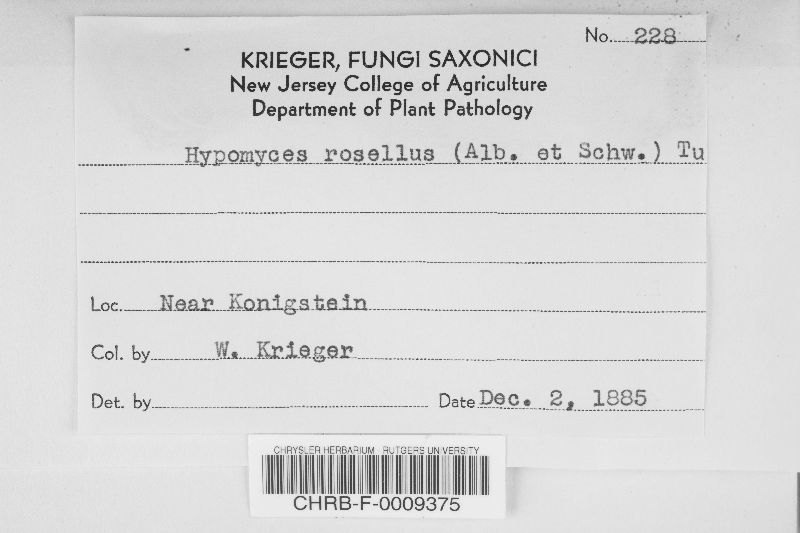 No. 228
KRIEGER, FUNGI SAXONICI
New Jersey College of Agriculture
Department of Plant Pathology
Hypomyces rosellus (Alb. et Schw.) Tu
Loc. Near Konigstein
Col. by W. Krieger
Det. by
Date Dec. 2, 1885
CHRYSLER HERBARIUM RUTGERS UNIVERSITY
CHRB-F-0009375